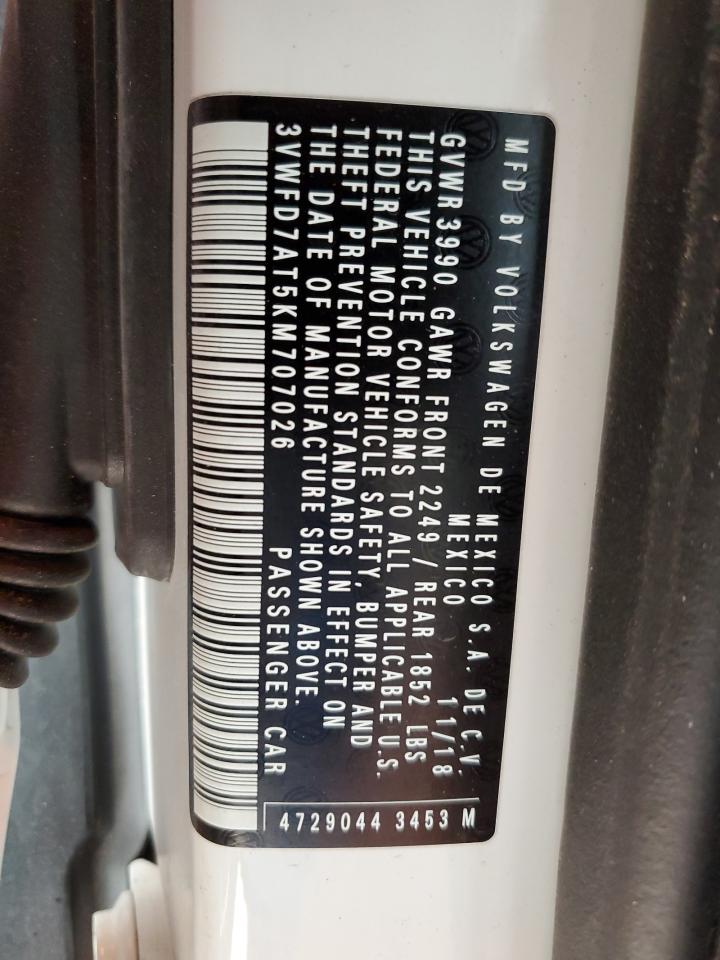 MFD BY VOLKSWAGEN DE MEXICO S.A. DE C.V.
MEXICO 11/18
GVWR 3990 GAWR FRONT 2249 / REAR 1852 LBS
THIS VEHICLE CONFORMS TO ALL APPLICABLE U.S.
FEDERAL MOTOR VEHICLE SAFETY, BUMPER AND
THEFT PREVENTION STANDARDS IN EFFECT ON
THE DATE OF MANUFACTURE SHOWN ABOVE.
3VWFD7AT5KM707026 PASSENGER CAR
4729044 3453 M